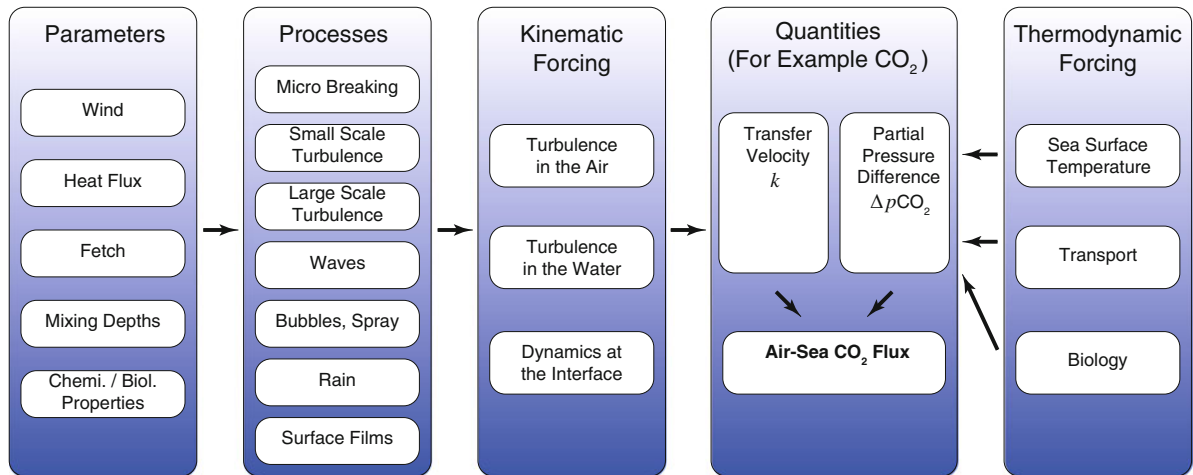 Parameters
Wind
Heat Flux
Fetch
Mixing Depths
Chemi. / Biol.
Properties
Processes
Micro Breaking
Small Scale
Turbulence
Large Scale
Turbulence
Waves
Bubbles, Spray
Rain
Surface Films
Kinematic
Forcing
Turbulence
in the Air
Turbulence
in the Water
Dynamics at
the Interface
Quantities
(For Example CO₂)
Transfer
Velocity
k
Partial
Pressure
Difference
ΔpCO₂
Air-Sea CO₂ Flux
Thermodynamic
Forcing
Sea Surface
Temperature
Transport
Biology